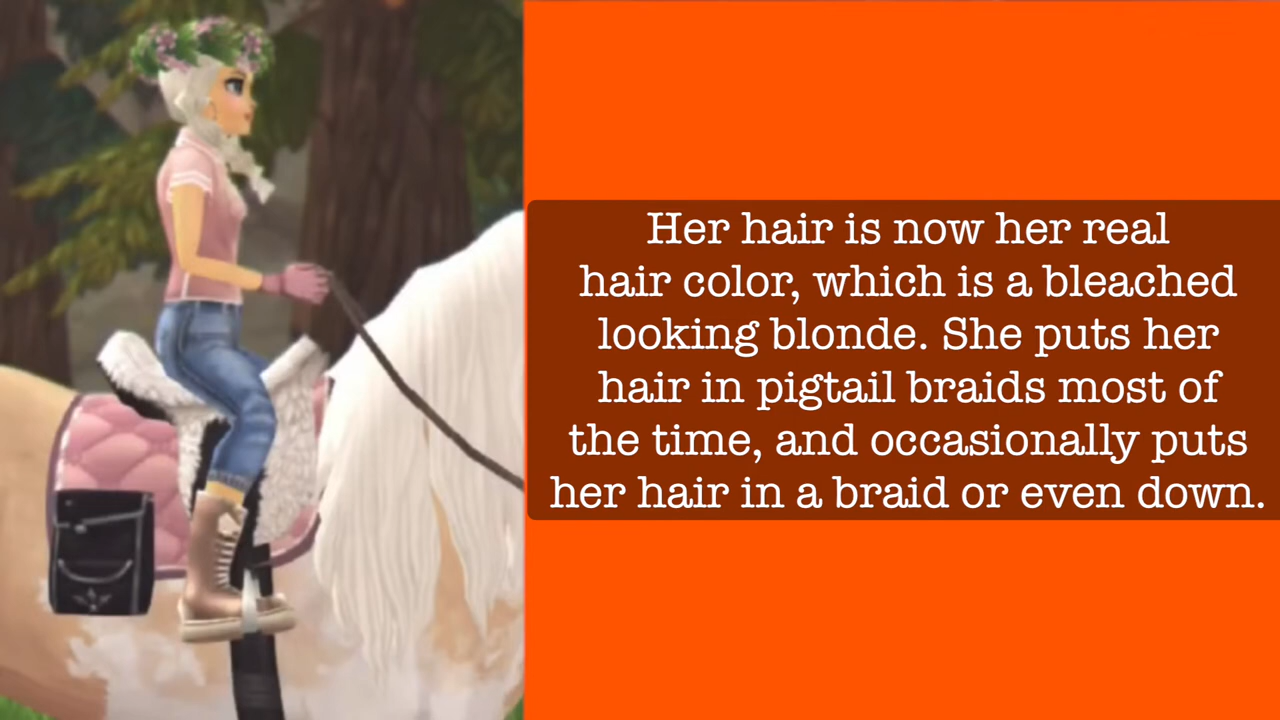 Her hair is now her real
hair color, which is a bleached
looking blonde. She puts her
hair in pigtail braids most of
the time, and occasionally puts
her hair in a braid or even down.